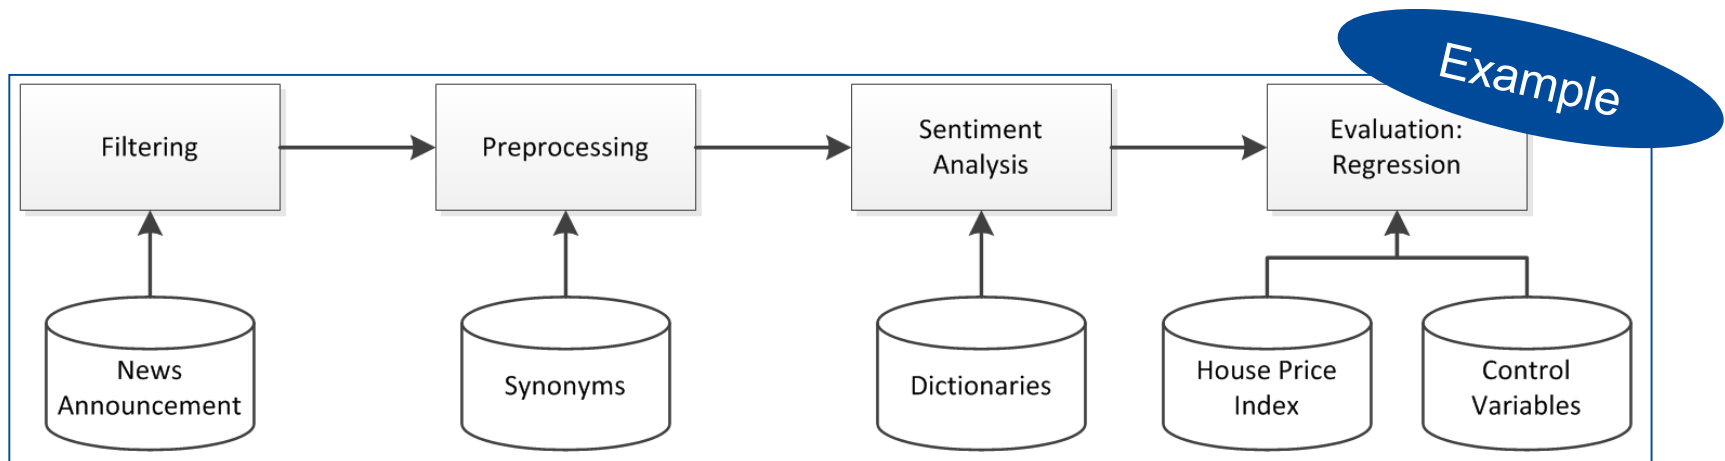 Example
Filtering
Preprocessing
Sentiment
Analysis
Evaluation:
Regression
News
Announcement
Synonyms
Dictionaries
House Price
Index
Control
Variables